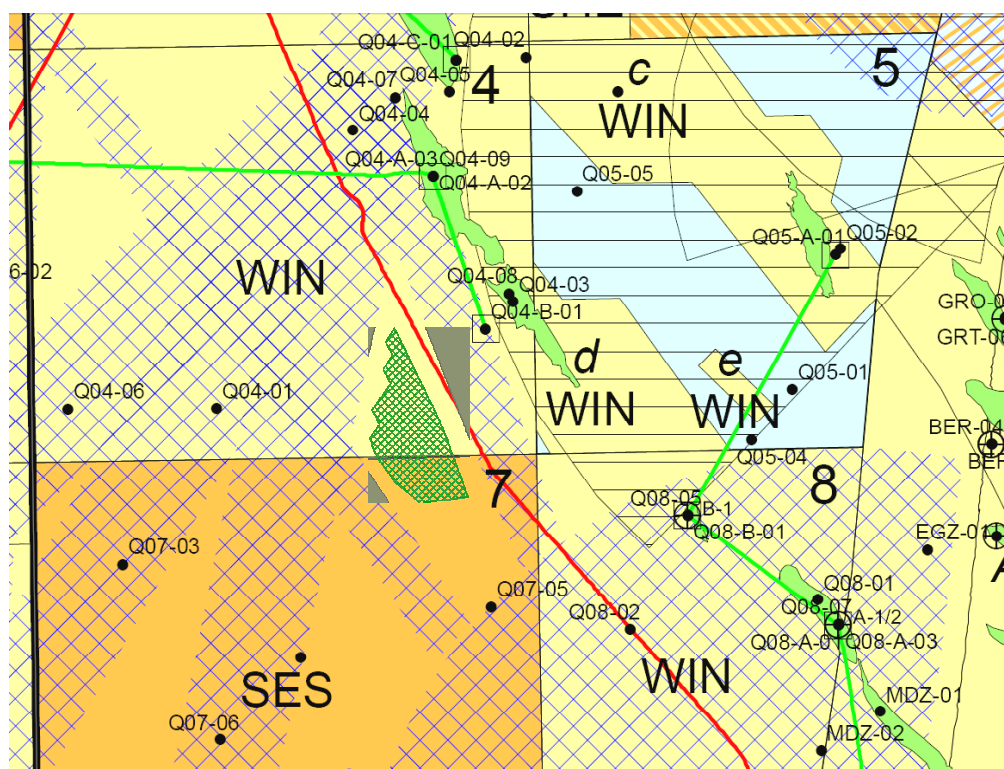 Q04-C-01
Q04-02
5
c
Q04-07
Q04-05
4
WIN
Q04-04
Q04-A-03
Q04-09
Q04-A-02
Q05-05
Q05-A-01
Q05-02
6-02
WIN
Q04-08
Q04-03
Q04-B-01
GRO-0
GRT-06
d
e
Q05-01
Q04-06
Q04-01
WIN
WIN
BER-04
BER
Q05-04
7
8
Q08-05
B-1
Q08-B-01
EGZ-01
A
Q07-03
Q07-05
Q08-01
Q08-02
Q08-07
A-1/2
Q08-A-0
Q08-A-03
SES
WIN
MDZ-01
Q07-06
MDZ-02